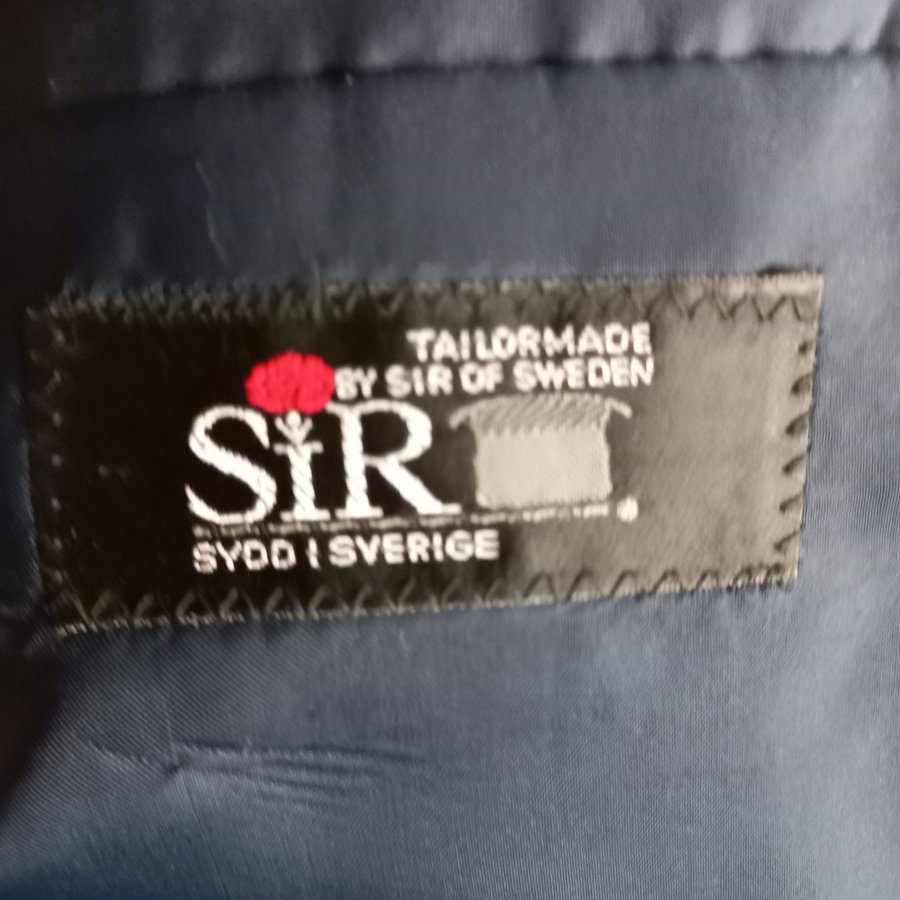 TAILORMADE
BY SIR OF SWEDEN
SiR
SYDD I SVERIGE